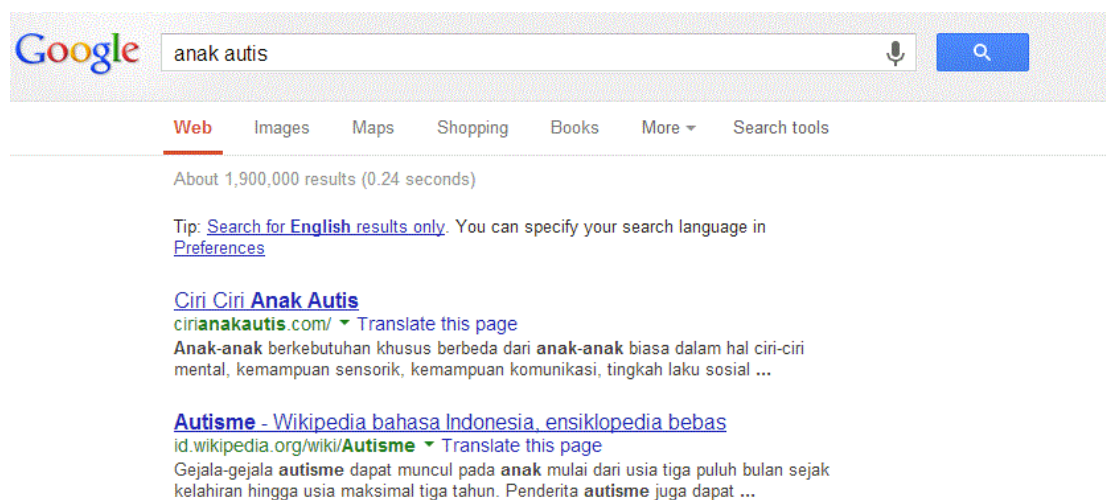 Google anak autis
Web Images Maps Shopping Books More Search tools
About 1,900,000 results (0.24 seconds)
Tip: Search for English results only. You can specify your search language in
Preferences
Ciri Ciri Anak Autis
cirianakautis.com/ Translate this page
Anak-anak berkebutuhan khusus berbeda dari anak-anak biasa dalam hal ciri-ciri
mental, kemampuan sensorik, kemampuan komunikasi, tingkah laku sosial ...
Autisme - Wikipedia bahasa Indonesia, ensiklopedia bebas
id.wikipedia.org/wiki/Autisme Translate this page
Gejala-gejala autisme dapat muncul pada anak mulai dari usia tiga puluh bulan sejak
kelahiran hingga usia maksimal tiga tahun. Penderita autisme juga dapat ...